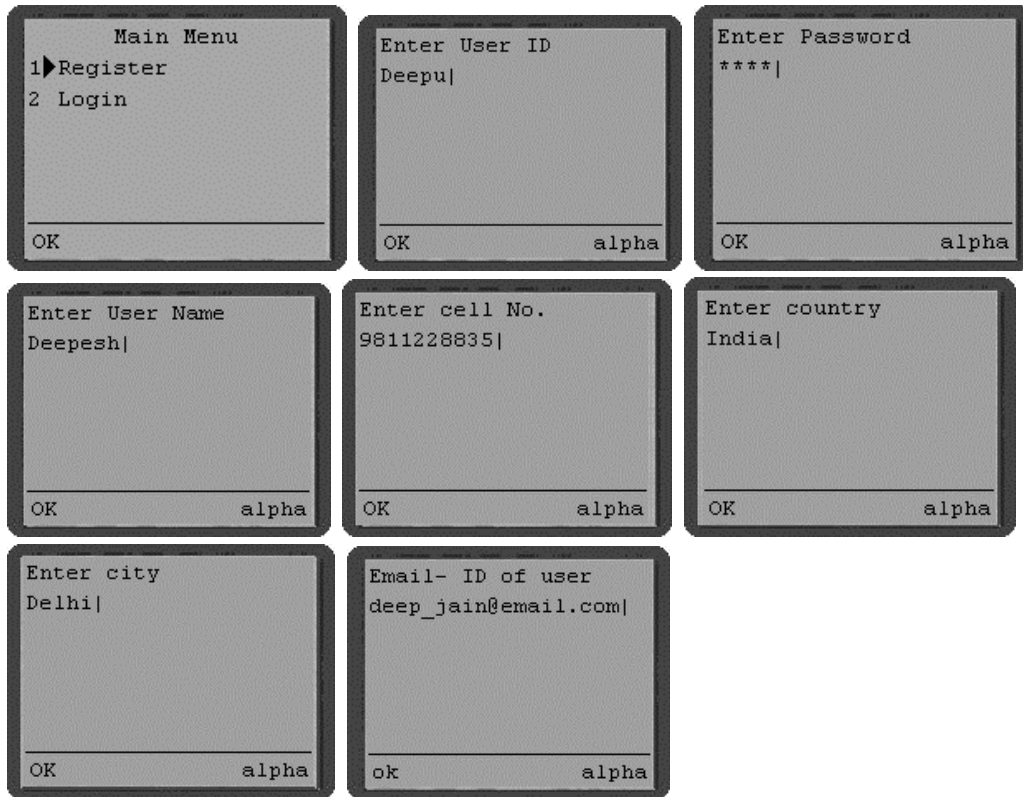 Main Menu
1 Register
2 Login
OK
Enter User ID
Deepu|
OK alpha
Enter Password
****|
OK alpha
Enter User Name
Deepesh|
OK alpha
Enter cell No.
9811228835|
OK alpha
Enter country
India|
OK alpha
Enter city
Delhi|
OK alpha
Email- ID of user
deep_jain@email.com|
ok alpha